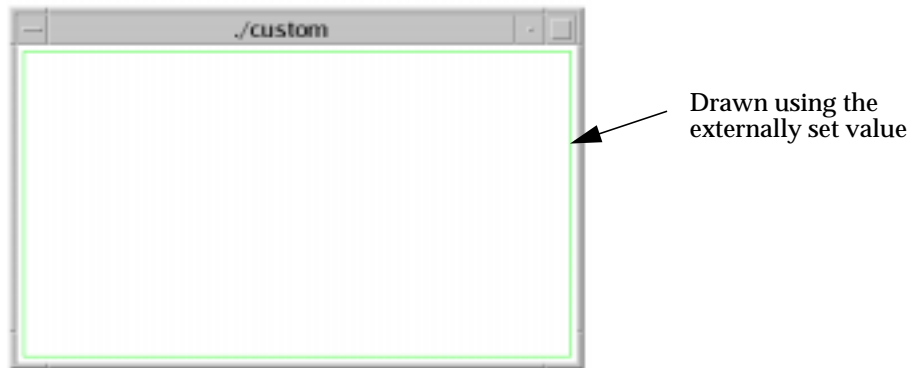 ./custom
Drawn using the
externally set value